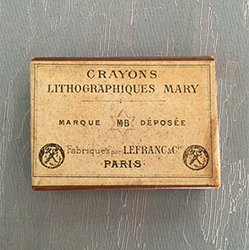 CRAYONS
LITHOGRAPHIQUES MARY
MARQUE MB DÉPOSÉE
Fabriqués par LEFRANC & Cie
PARIS